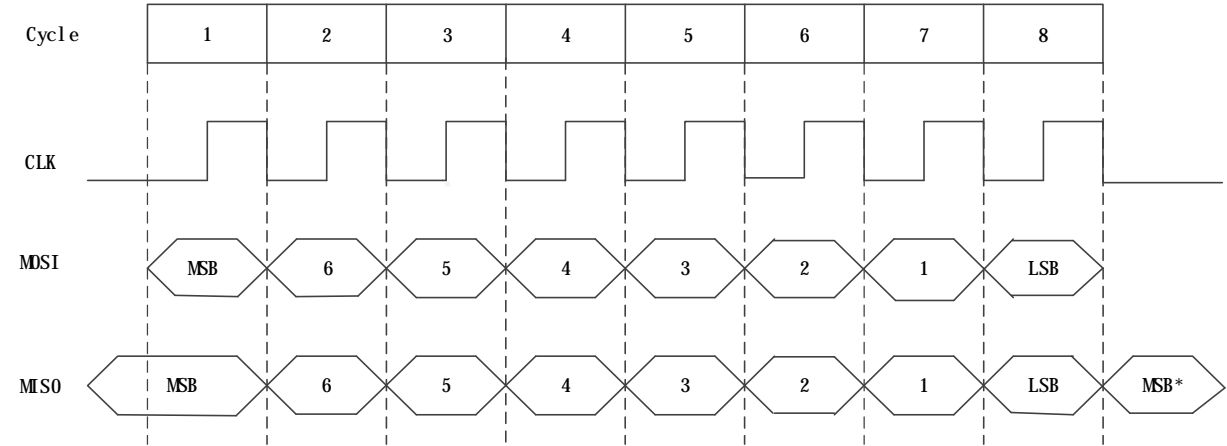 Cycle 1 2 3 4 5 6 7 8
CLK
MOSI MSB 6 5 4 3 2 1 LSB
MISO MSB 6 5 4 3 2 1 LSB MSB*